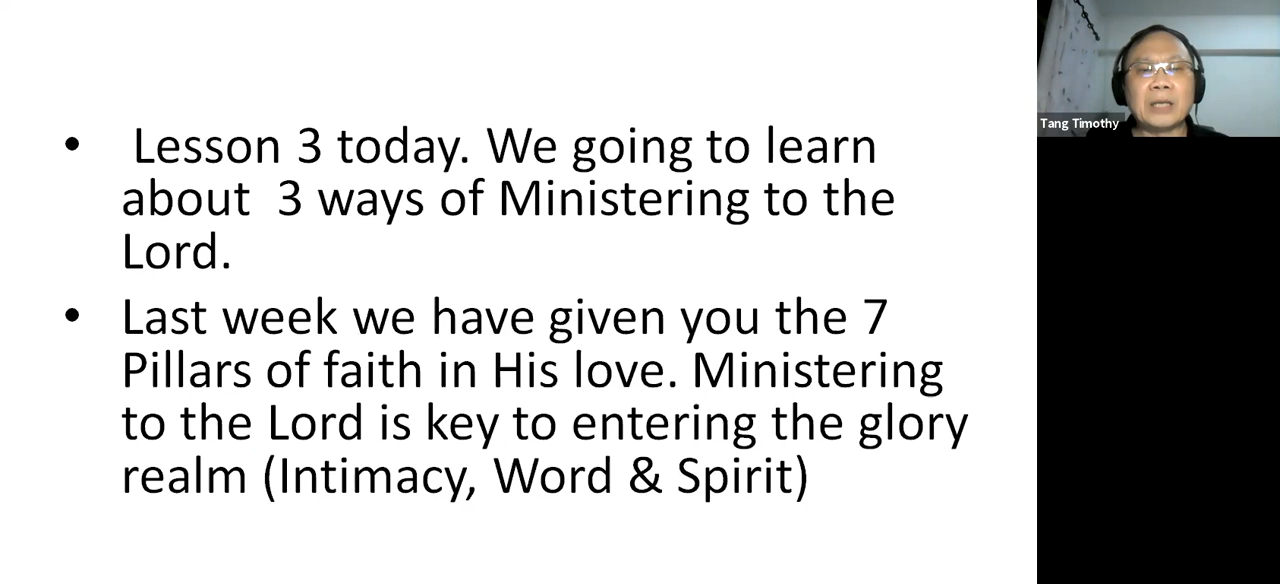 • Lesson 3 today. We going to learn
about  3 ways of Ministering to the
Lord.
• Last week we have given you the 7
Pillars of faith in His love. Ministering
to the Lord is key to entering the glory
realm (Intimacy, Word & Spirit)
Tang Timothy